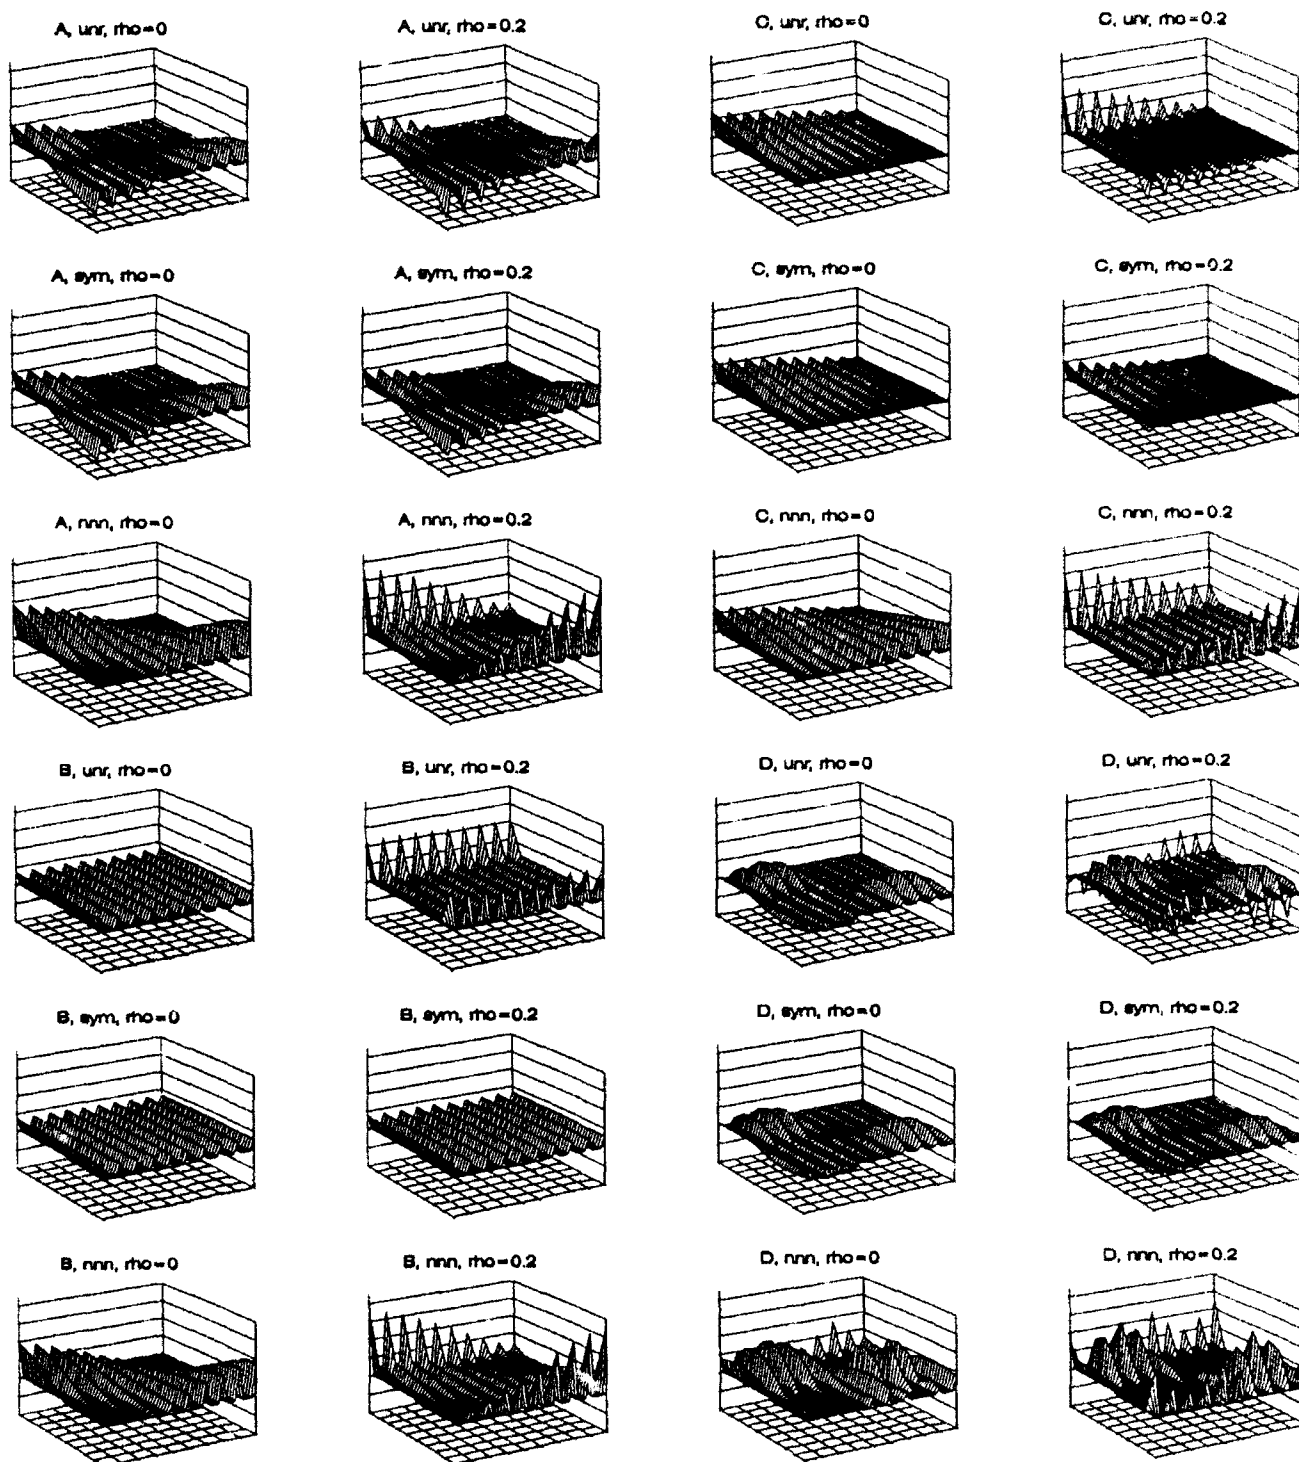 A, unr, rho=0
A, unr, rho=0.2
C, unr, rho=0
C, unr, rho=0.2
A, sym, rho=0
A, sym, rho=0.2
C, sym, rho=0
C, sym, rho=0.2
A, nnn, rho=0
A, nnn, rho=0.2
C, nnn, rho=0
C, nnn, rho=0.2
B, unr, rho=0
B, unr, rho=0.2
D, unr, rho=0
D, unr, rho=0.2
B, sym, rho=0
B, sym, rho=0.2
D, sym, rho=0
D, sym, rho=0.2
B, nnn, rho=0
B, nnn, rho=0.2
D, nnn, rho=0
D, nnn, rho=0.2